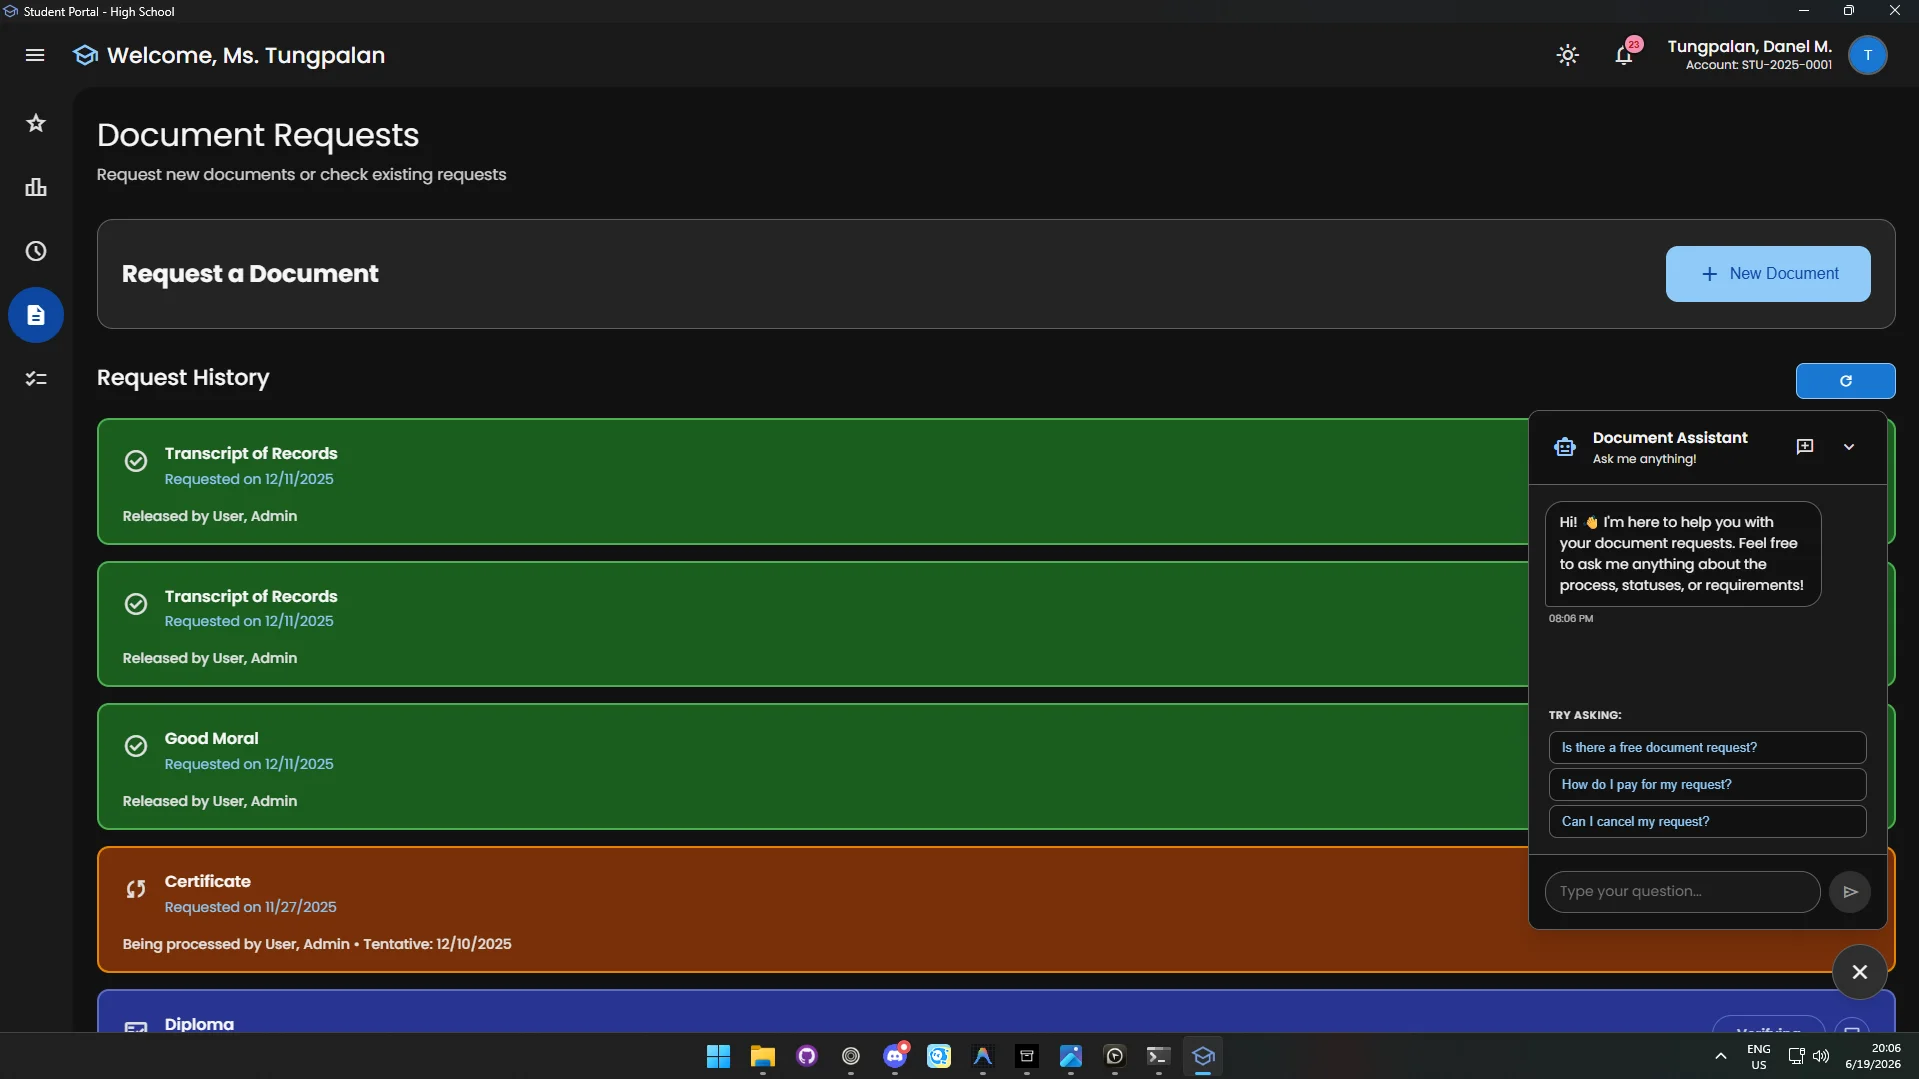 Student Portal - High School
Welcome, Ms. Tungpalan
23
Tungpalan, Danel M.
Account: STU-2025-0001
T
Document Requests
Request new documents or check existing requests
Request a Document
New Document
Request History
Transcript of Records
Requested on 12/11/2025
Released by User, Admin
Transcript of Records
Requested on 12/11/2025
Released by User, Admin
Good Moral
Requested on 12/11/2025
Released by User, Admin
Certificate
Requested on 11/27/2025
Being processed by User, Admin • Tentative: 12/10/2025
Diploma
Verifying
Document Assistant
Ask me anything!
Hi! 👋 I'm here to help you with
your document requests. Feel free
to ask me anything about the
process, statuses, or requirements!
08:06 PM
TRY ASKING:
Is there a free document request?
How do I pay for my request?
Can I cancel my request?
Type your question...
ENG
US
20:06
6/19/2026